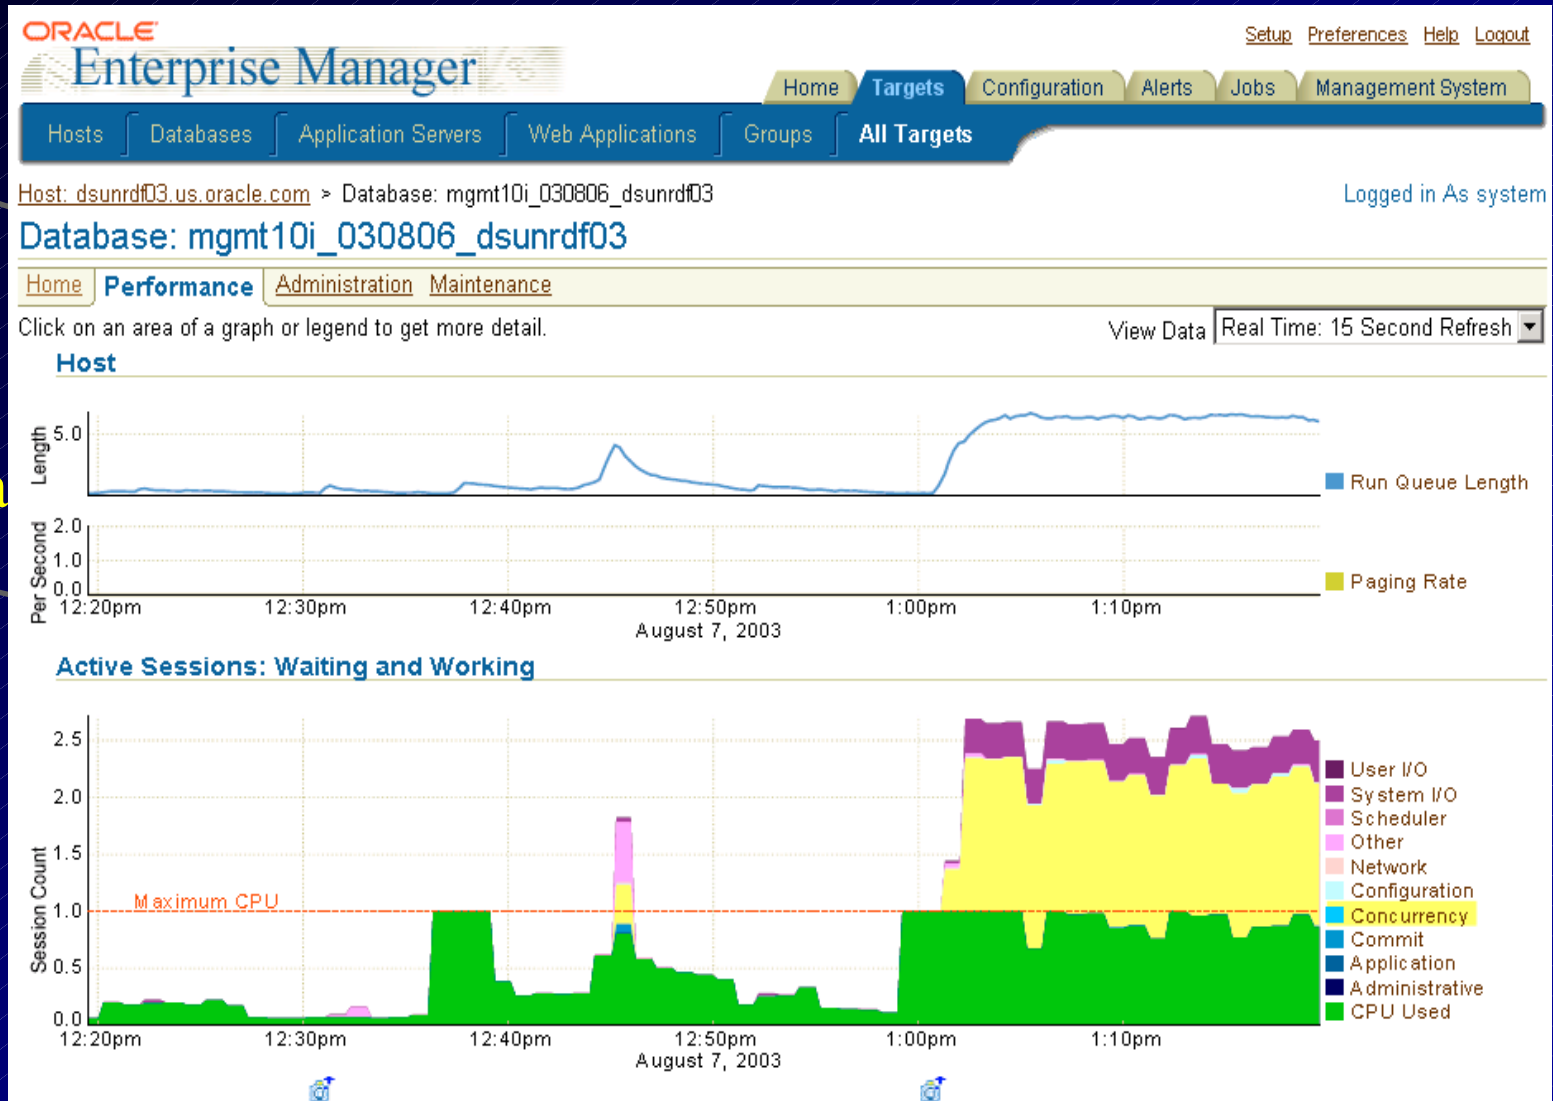 ORACLE
Enterprise Manager
Setup Preferences Help Logout
Home Targets Configuration Alerts Jobs Management System
Hosts Databases Application Servers Web Applications Groups All Targets
Host: dsunrdf03.us.oracle.com > Database: mgmt10i_030806_dsunrdf03
Logged in As system
Database: mgmt10i_030806_dsunrdf03
Home Performance Administration Maintenance
Click on an area of a graph or legend to get more detail.
View Data Real Time: 15 Second Refresh
Host
Length
5.0
Run Queue Length
Per Second
2.0
1.0
0.0
Paging Rate
12:20pm 12:30pm 12:40pm 12:50pm 1:00pm 1:10pm
August 7, 2003
Active Sessions: Waiting and Working
Session Count
2.5
2.0
1.5
1.0
0.5
0.0
Maximum CPU
User I/O
System I/O
Scheduler
Other
Network
Configuration
Concurrency
Commit
Application
Administrative
CPU Used
12:20pm 12:30pm 12:40pm 12:50pm 1:00pm 1:10pm
August 7, 2003